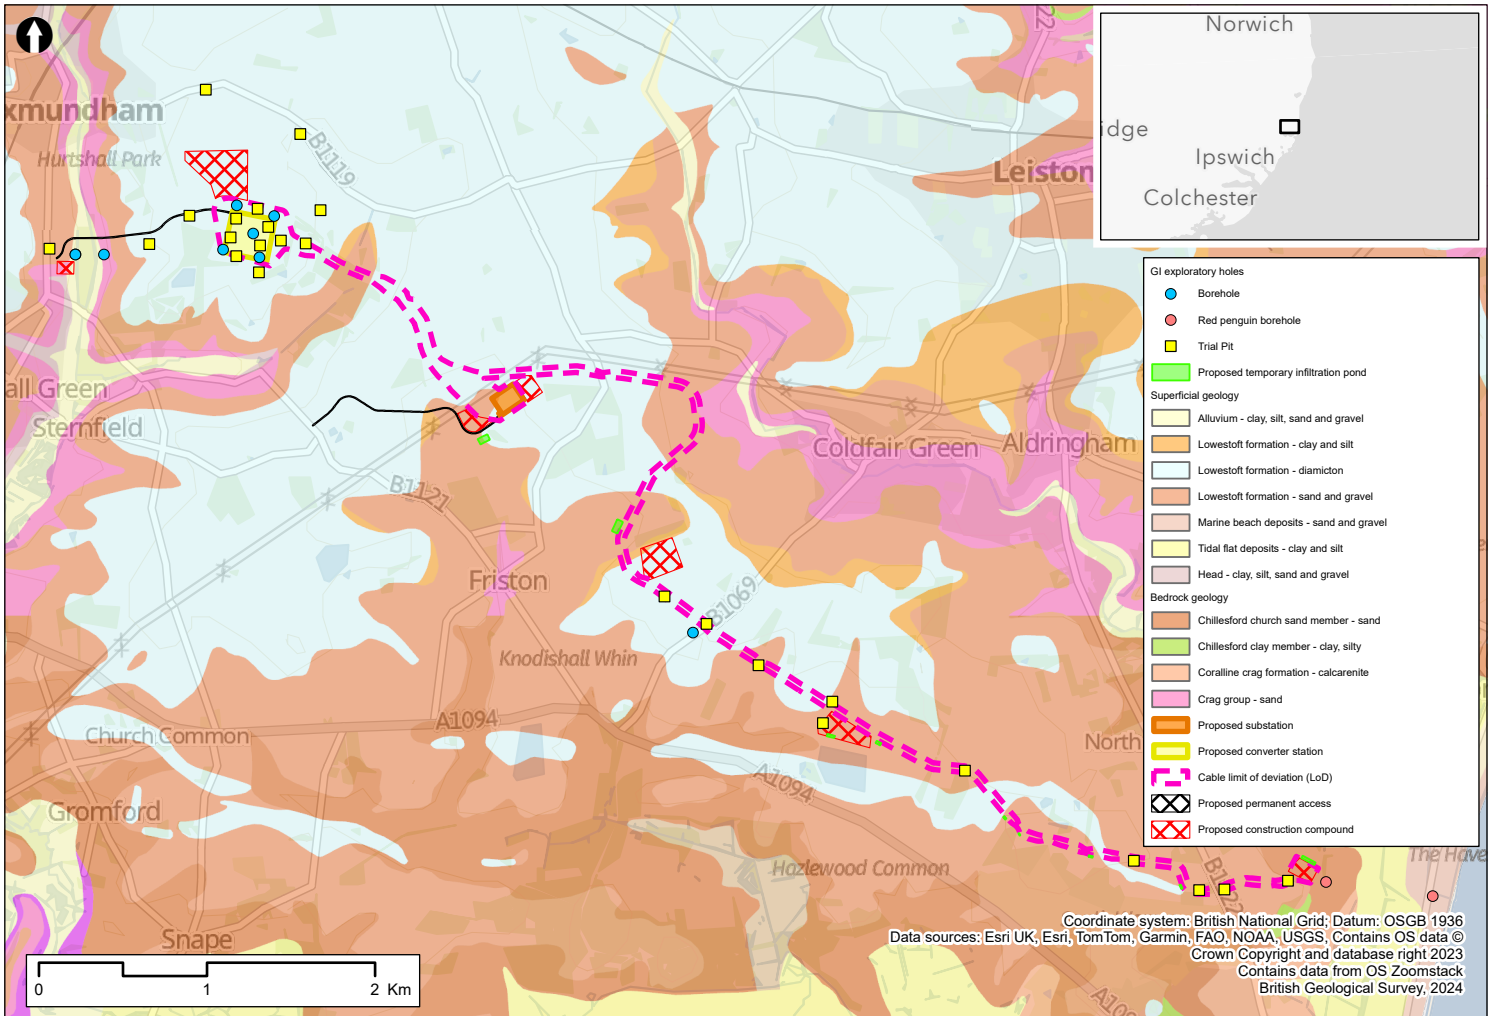 Norwich
idge
Ipswich
Colchester
22
xmundham
Hurtshall Park
B1119
Leiston
all Green
Sternfield
B1121
Coldfair Green
Aldringham
Friston
B1069
Knodishall Whin
A1094
Church Common
North
A1094
Gromford
Hazlewood Common
B1122
The Have
Snape
A109
GI exploratory holes
Borehole
Red penguin borehole
Trial Pit
Proposed temporary infiltration pond
Superficial geology
Alluvium - clay, silt, sand and gravel
Lowestoft formation - clay and silt
Lowestoft formation - diamicton
Lowestoft formation - sand and gravel
Marine beach deposits - sand and gravel
Tidal flat deposits - clay and silt
Head - clay, silt, sand and gravel
Bedrock geology
Chillesford church sand member - sand
Chillesford clay member - clay, silty
Coralline crag formation - calcarenite
Crag group - sand
Proposed substation
Proposed converter station
Cable limit of deviation (LoD)
Proposed permanent access
Proposed construction compound
Coordinate system: British National Grid; Datum: OSGB 1936
Data sources: Esri UK, Esri, TomTom, Garmin, FAO, NOAA, USGS, Contains OS data ©
Crown Copyright and database right 2023
Contains data from OS Zoomstack
British Geological Survey, 2024
0 1 2 Km